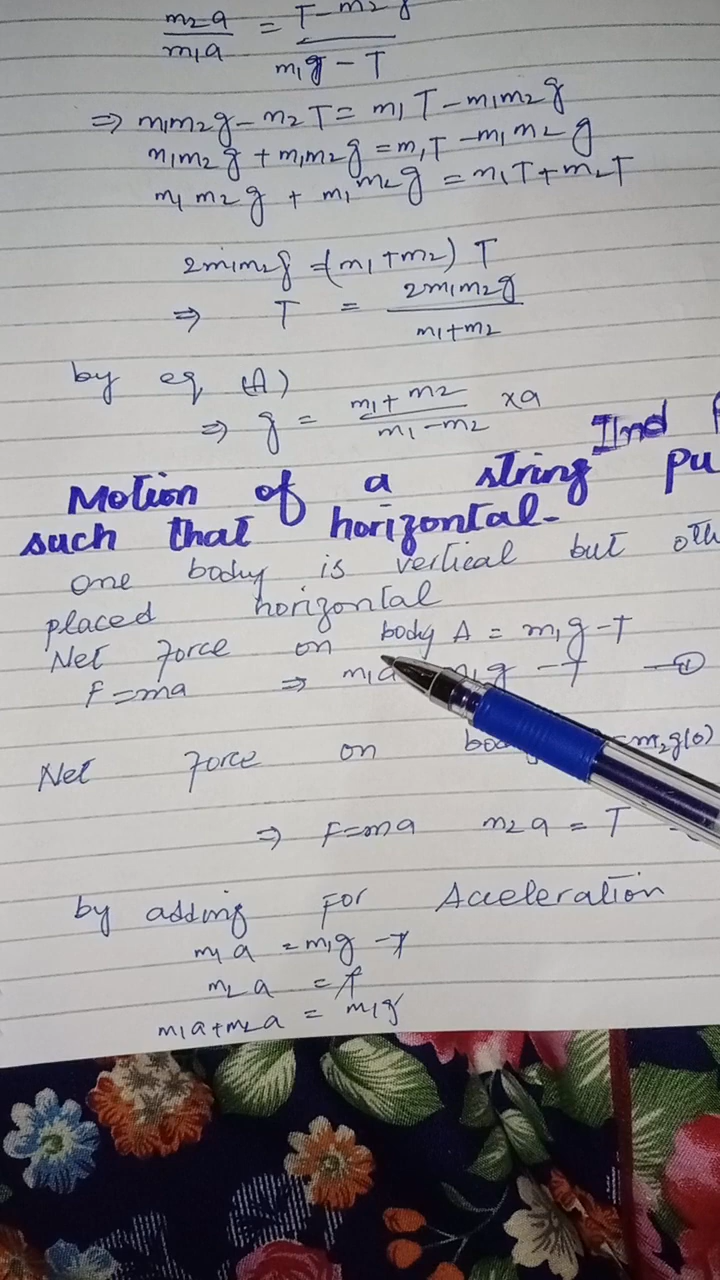 m₂a / m₁a = T - m₂g / m₁g - T
⇒ m₁m₂g - m₂T = m₁T - m₁m₂g
m₁m₂g + m₁m₂g = m₁T - m₁m₂g
m₁m₂g + m₁m₂g = m₁T + m₂T
2m₁m₂g = (m₁+m₂) T
⇒ T = 2m₁m₂g / m₁+m₂
by eq (A)
⇒ g = m₁+m₂ / m₁-m₂ × a
IInd
Motion of a string
such that horizontal-
one body is vertical but
placed horizontal
Net force on body A = m₁g - T
F=ma ⇒ m₁a m₁g - T — ①
Net force on =m₂g(0)
⇒ F=ma m₂a = T
by adding For Acceleration
m₁a = m₁g - T
m₂a = T
m₁a+m₂a = m₁g